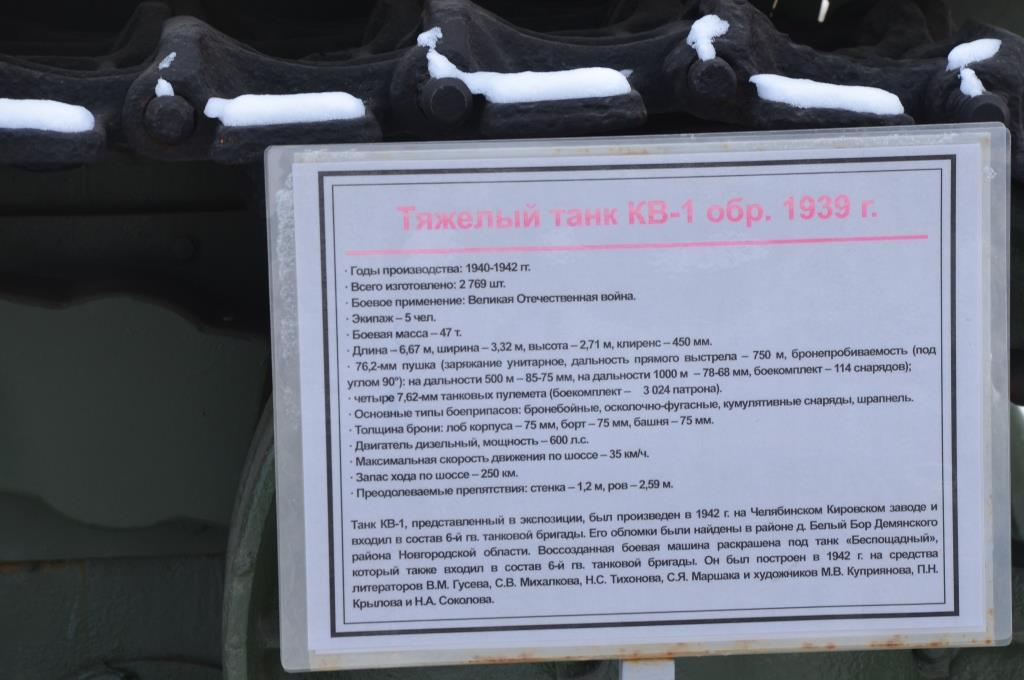 Тяжелый танк КВ-1 обр. 1939 г.
· Годы производства: 1940-1942 гг.
· Всего изготовлено: 2 769 шт.
· Боевое применение: Великая Отечественная война.
· Экипаж – 5 чел.
· Боевая масса – 47 т.
· Длина – 6,67 м, ширина – 3,32 м, высота – 2,71 м, клиренс – 450 мм.
· 76,2-мм пушка (заряжание унитарное, дальность прямого выстрела – 750 м, бронепробиваемость (под
углом 90°): на дальности 500 м – 85-75 мм, на дальности 1000 м – 78-68 мм, боекомплект – 114 снарядов);
· четыре 7,62-мм танковых пулемета (боекомплект – 3 024 патрона).
· Основные типы боеприпасов: бронебойные, осколочно-фугасные, кумулятивные снаряды, шрапнель.
· Толщина брони: лоб корпуса – 75 мм, борт – 75 мм, башня – 75 мм.
· Двигатель дизельный, мощность – 600 л.с.
· Максимальная скорость движения по шоссе – 35 км/ч.
· Запас хода по шоссе – 250 км.
· Преодолеваемые препятствия: стенка – 1,2 м, ров – 2,59 м.
Танк КВ-1, представленный в экспозиции, был произведен в 1942 г. на Челябинском Кировском заводе и
входил в состав 6-й гв. танковой бригады. Его обломки были найдены в районе д. Белый Бор Демянского
района Новгородской области. Воссозданная боевая машина раскрашена под танк «Беспощадный»,
который также входил в состав 6-й гв. танковой бригады. Он был построен в 1942 г. на средства
литераторов В.М. Гусева, С.В. Михалкова, Н.С. Тихонова, С.Я. Маршака и художников М.В. Куприянова, П.Н.
Крылова и Н.А. Соколова.